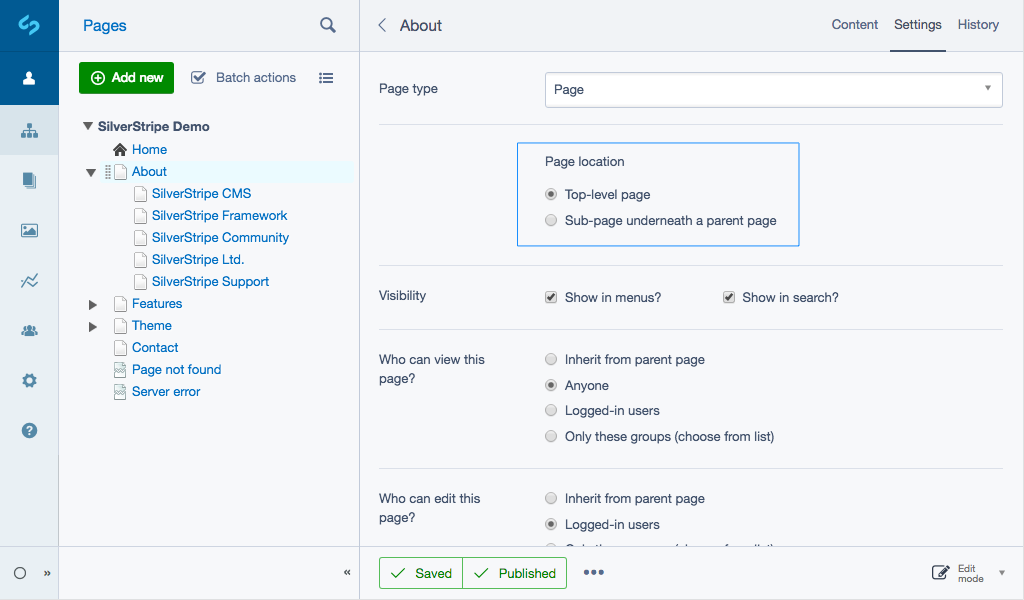 Pages
About
Content
Settings
History
Add new
Batch actions
SilverStripe Demo
Home
About
SilverStripe CMS
SilverStripe Framework
SilverStripe Community
SilverStripe Ltd.
SilverStripe Support
Features
Theme
Contact
Page not found
Server error
Page type
Page
Page location
Top-level page
Sub-page underneath a parent page
Visibility
Show in menus?
Show in search?
Who can view this
page?
Inherit from parent page
Anyone
Logged-in users
Only these groups (choose from list)
Who can edit this
page?
Inherit from parent page
Logged-in users
Saved
Published
Edit
mode